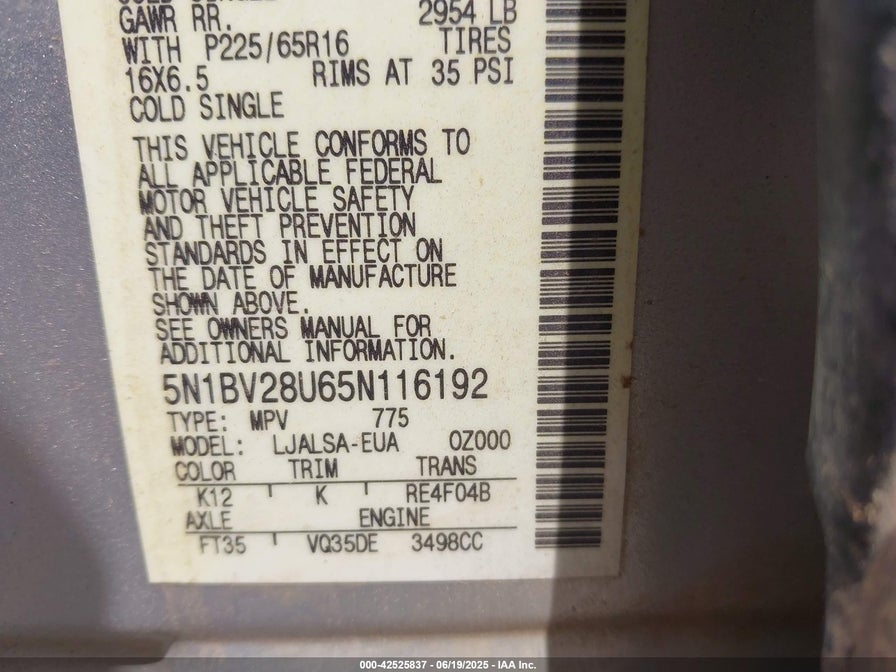 GAWR RR. 2954 LB
WITH P225/65R16 TIRES
16X6.5 RIMS AT 35 PSI
COLD SINGLE
THIS VEHICLE CONFORMS TO
ALL APPLICABLE FEDERAL
MOTOR VEHICLE SAFETY
AND THEFT PREVENTION
STANDARDS IN EFFECT ON
THE DATE OF MANUFACTURE
SHOWN ABOVE.
SEE OWNERS MANUAL FOR
ADDITIONAL INFORMATION.
5N1BV28U65N116192
TYPE: MPV 775
MODEL: LJALSA-EUA 0Z000
COLOR TRIM TRANS
K12 K RE4F04B
AXLE ENGINE
FT35 VQ35DE 3498CC
000-42525837 - 06/19/2025 - IAA Inc.